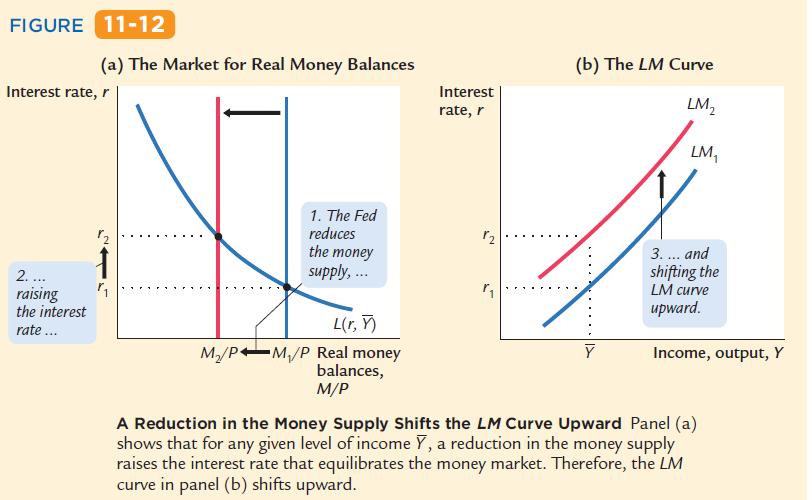 FIGURE 11-12
(a) The Market for Real Money Balances
Interest rate, r
r₂
r₁
1. The Fed
reduces
the money
supply, ...
2. ...
raising
the interest
rate ...
L(r, Y̅)
M₂/P
M₁/P
Real money
balances,
M/P
(b) The LM Curve
Interest
rate, r
LM₂
LM₁
r₂
r₁
3. ... and
shifting the
LM curve
upward.
Y̅
Income, output, Y
A Reduction in the Money Supply Shifts the LM Curve Upward Panel (a)
shows that for any given level of income Y̅, a reduction in the money supply
raises the interest rate that equilibrates the money market. Therefore, the LM
curve in panel (b) shifts upward.